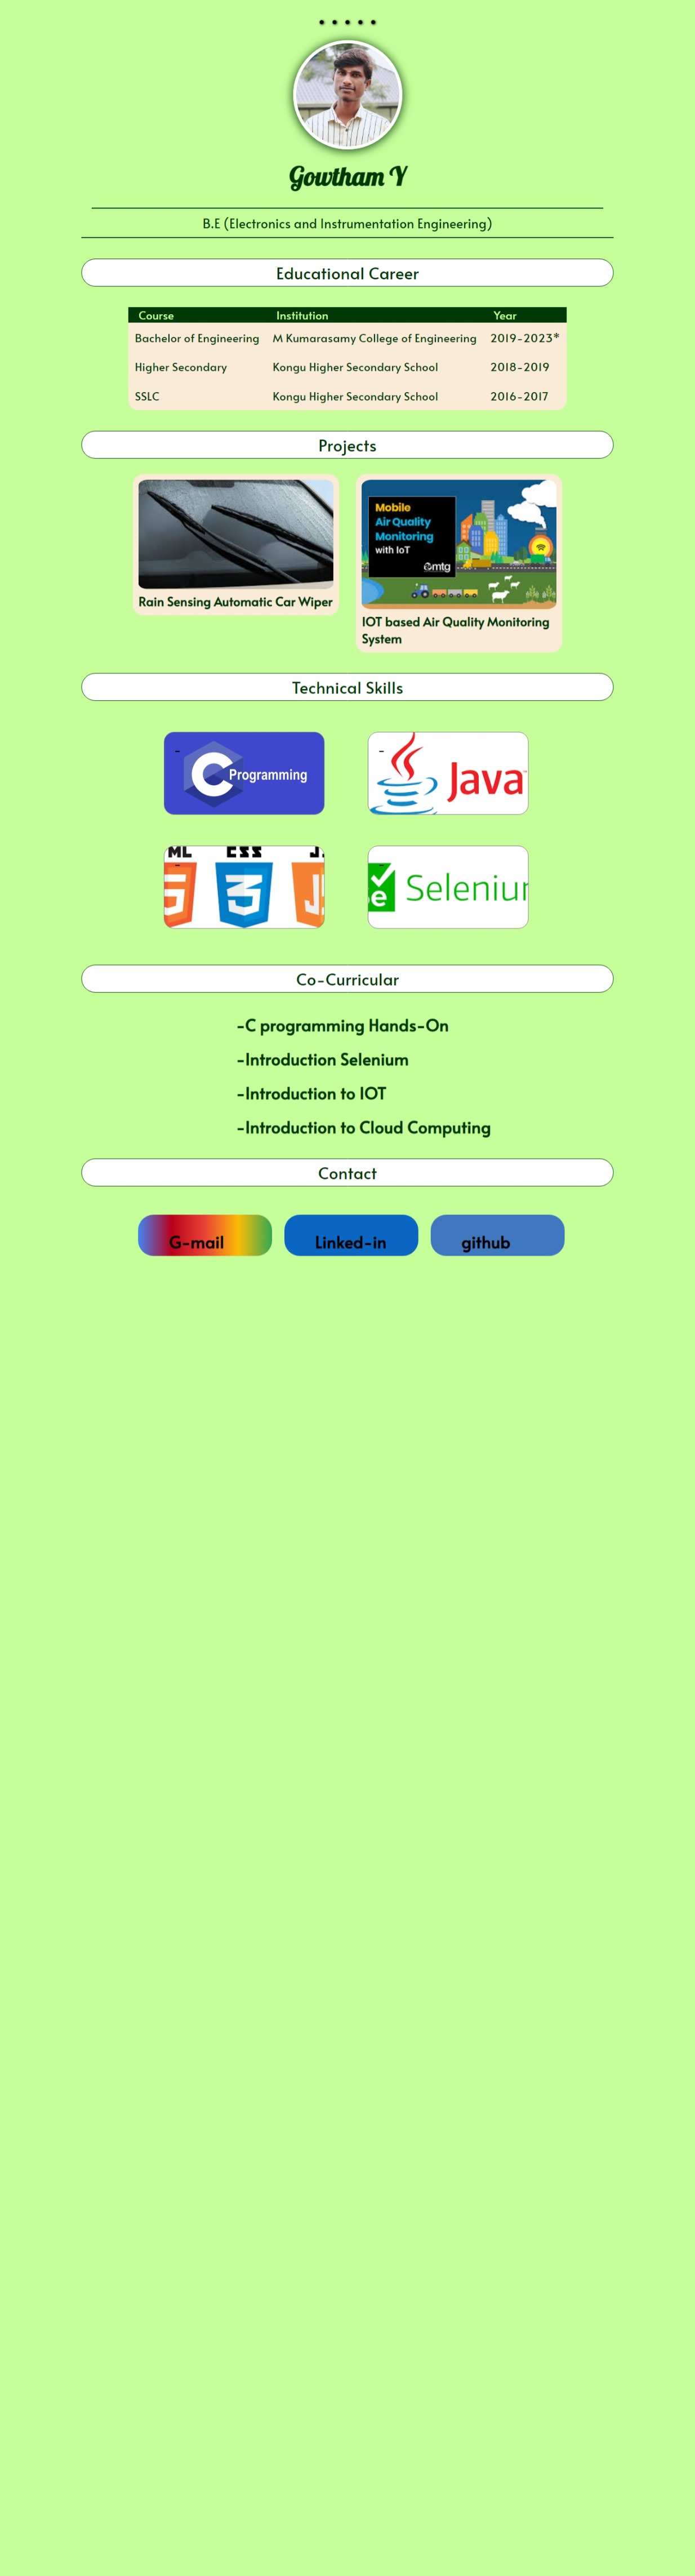 Gowtham Y
B.E (Electronics and Instrumentation Engineering)
Educational Career
Course Institution Year
Bachelor of Engineering M Kumarasamy College of Engineering 2019-2023*
Higher Secondary Kongu Higher Secondary School 2018-2019
SSLC Kongu Higher Secondary School 2016-2017
Projects
Mobile
Air Quality
Monitoring
with IoT
omtg
Rain Sensing Automatic Car Wiper
IOT based Air Quality Monitoring
System
Technical Skills
-
C Programming
-
Java
ML CSS J
-
5 3 J
-
e Seleniur
Co-Curricular
-C programming Hands-On
-Introduction Selenium
-Introduction to IOT
-Introduction to Cloud Computing
Contact
G-mail Linked-in github